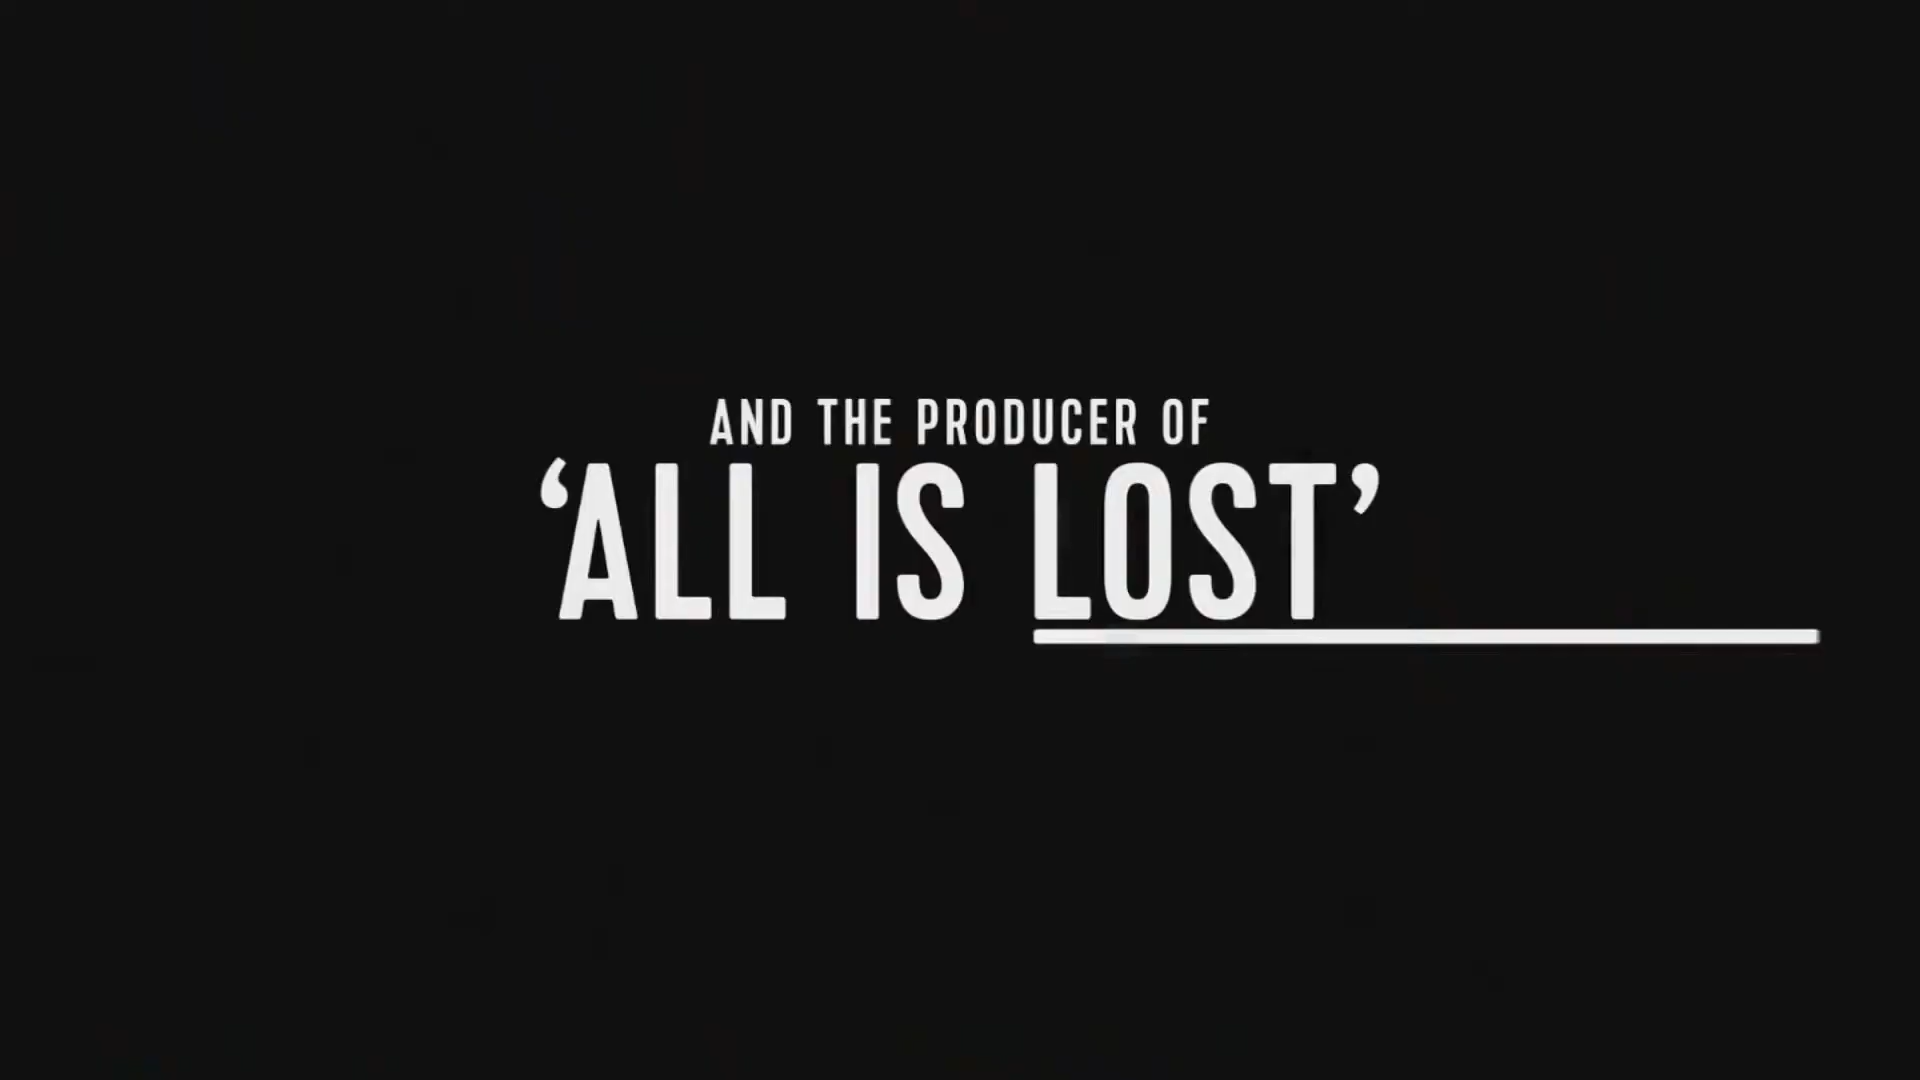 AND THE PRODUCER OF
‘ALL IS LOST’